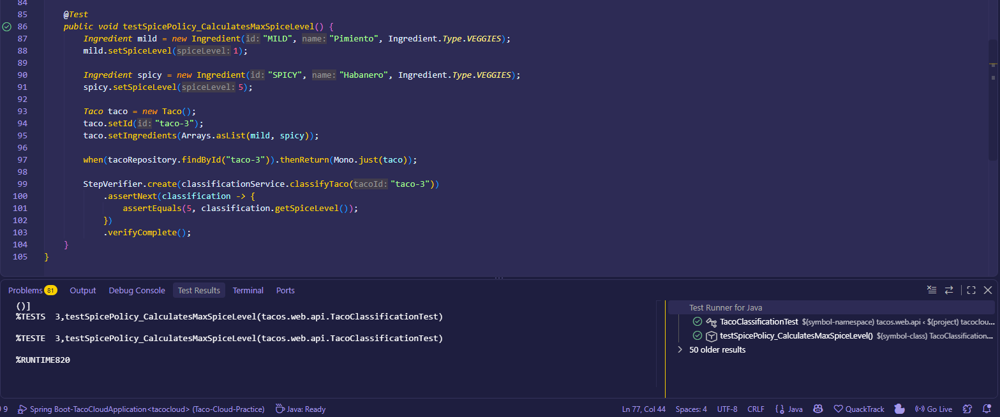 84
85 @Test
86 public void testSpicePolicy_CalculatesMaxSpiceLevel() {
87 Ingredient mild = new Ingredient(id: "MILD", name: "Pimiento", Ingredient.Type.VEGGIES);
88 mild.setSpiceLevel(spiceLevel: 1);
89
90 Ingredient spicy = new Ingredient(id: "SPICY", name: "Habanero", Ingredient.Type.VEGGIES);
91 spicy.setSpiceLevel(spiceLevel: 5);
92
93 Taco taco = new Taco();
94 taco.setId(id: "taco-3");
95 taco.setIngredients(Arrays.asList(mild, spicy));
96
97 when(tacoRepository.findById("taco-3")).thenReturn(Mono.just(taco));
98
99 StepVerifier.create(classificationService.classifyTaco(tacoId: "taco-3"))
100 .assertNext(classification -> {
101 assertEquals(5, classification.getSpiceLevel());
102 })
103 .verifyComplete();
104 }
105 }
Problems 81 Output Debug Console Test Results Terminal Ports
()]
%TESTS 3,testSpicePolicy_CalculatesMaxSpiceLevel(tacos.web.api.TacoClassificationTest)
%TESTE 3,testSpicePolicy_CalculatesMaxSpiceLevel(tacos.web.api.TacoClassificationTest)
%RUNTIME820
Test Runner for Java
TacoClassificationTest $(symbol-namespace) tacos.web.api < $(project) tacoclou...
testSpicePolicy_CalculatesMaxSpiceLevel() $(symbol-class) TacoClassification...
50 older results
9 Spring Boot-TacoCloudApplication<tacocloud> (Taco-Cloud-Practice) Java: Ready Ln 77, Col 44 Spaces: 4 UTF-8 CRLF {} Java QuackTrack Go Live